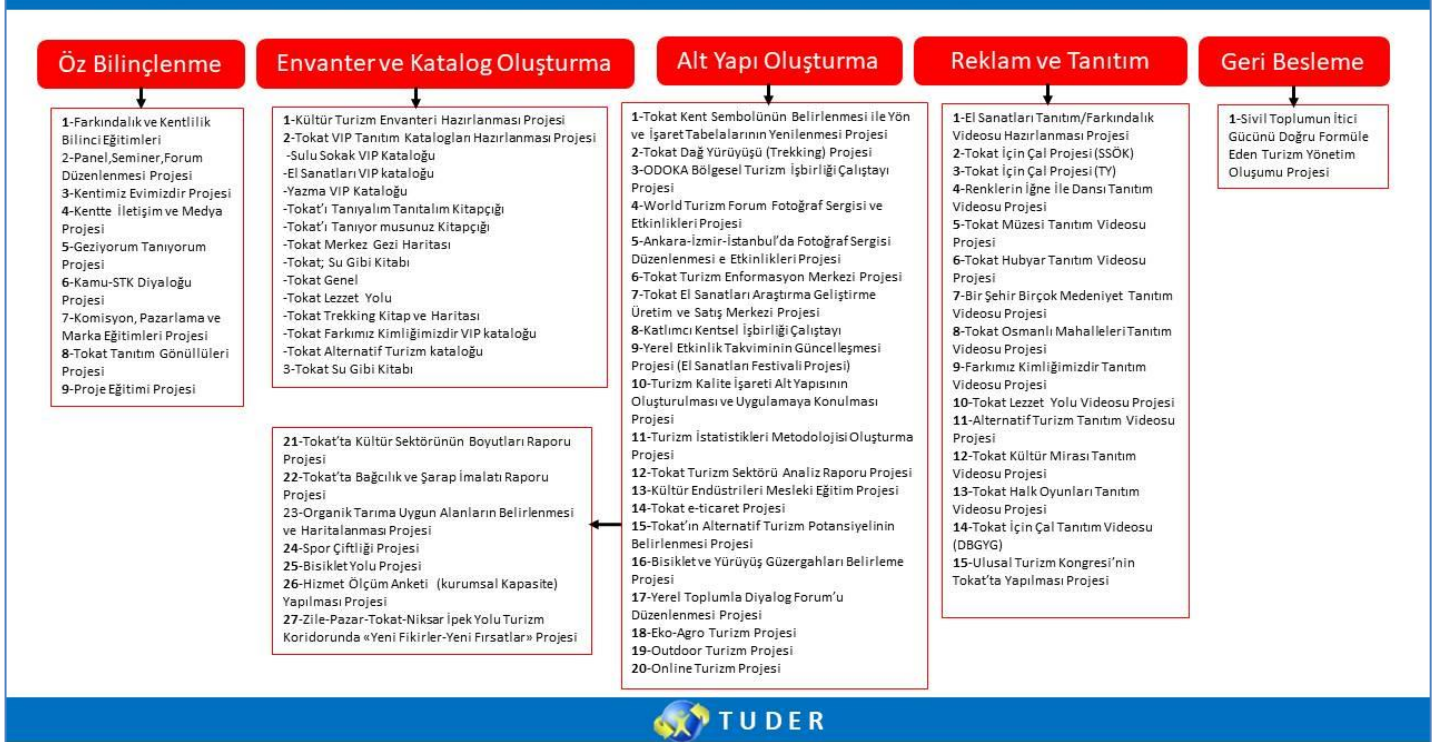 Öz Bilinçlenme
1-Farkındalık ve Kentlilik
Bilinci Eğitimleri
2-Panel,Seminer,Forum
Düzenlenmesi Projesi
3-Kentimiz Evimizdir Projesi
4-Kentte İletişim ve Medya
Projesi
5-Geziyorum Tanıyorum
Projesi
6-Kamu-STK Diyaloğu
Projesi
7-Komisyon, Pazarlama ve
Marka Eğitimleri Projesi
8-Tokat Tanıtım Gönüllüleri
Projesi
9-Proje Eğitimi Projesi
Envanter ve Katalog Oluşturma
1-Kültür Turizm Envanteri Hazırlanması Projesi
2-Tokat VIP Tanıtım Katalogları Hazırlanması Projesi
-Sulu Sokak VIP Kataloğu
-El Sanatları VIP kataloğu
-Yazma VIP Kataloğu
-Tokat'ı Tanıyalım Tanıtalım Kitapçığı
-Tokat'ı Tanıyor musunuz Kitapçığı
-Tokat Merkez Gezi Haritası
-Tokat; Su Gibi Kitabı
-Tokat Genel
-Tokat Lezzet Yolu
-Tokat Trekking Kitap ve Haritası
-Tokat Farkımız Kimliğimizdir VIP kataloğu
-Tokat Alternatif Turizm kataloğu
3-Tokat Su Gibi Kitabı
Alt Yapı Oluşturma
1-Tokat Kent Sembolünün Belirlenmesi ile Yön
ve İşaret Tabelalarının Yenilenmesi Projesi
2-Tokat Dağ Yürüyüşü (Trekking) Projesi
3-ODOKA Bölgesel Turizm İşbirliği Çalıştayı
Projesi
4-World Turizm Forum Fotoğraf Sergisi ve
Etkinlikleri Projesi
5-Ankara-İzmir-İstanbul'da Fotoğraf Sergisi
Düzenlenmesi e Etkinlikleri Projesi
6-Tokat Turizm Enformasyon Merkezi Projesi
7-Tokat El Sanatları Araştırma Geliştirme
Üretim ve Satış Merkezi Projesi
8-Katlımcı Kentsel İşbirliği Çalıştayı
9-Yerel Etkinlik Takviminin Güncelleşmesi
Projesi (El Sanatları Festivali Projesi)
10-Turizm Kalite İşareti Alt Yapısının
Oluşturulması ve Uygulamaya Konulması
Projesi
11-Turizm İstatistikleri Metodolojisi Oluşturma
Projesi
12-Tokat Turizm Sektörü Analiz Raporu Projesi
13-Kültür Endüstrileri Mesleki Eğitim Projesi
14-Tokat e-ticaret Projesi
15-Tokat'ın Alternatif Turizm Potansiyelinin
Belirlenmesi Projesi
16-Bisiklet ve Yürüyüş Güzergahları Belirleme
Projesi
17-Yerel Toplumla Diyalog Forum'u
Düzenlenmesi Projesi
18-Eko-Agro Turizm Projesi
19-Outdoor Turizm Projesi
20-Online Turizm Projesi
21-Tokat'ta Kültür Sektörünün Boyutları Raporu
Projesi
22-Tokat'ta Bağcılık ve Şarap İmalatı Raporu
Projesi
23-Organik Tarıma Uygun Alanların Belirlenmesi
ve Haritalanması Projesi
24-Spor Çiftliği Projesi
25-Bisiklet Yolu Projesi
26-Hizmet Ölçüm Anketi (kurumsal Kapasite)
Yapılması Projesi
27-Zile-Pazar-Tokat-Niksar İpek Yolu Turizm
Koridorunda «Yeni Fikirler-Yeni Fırsatlar» Projesi
Reklam ve Tanıtım
1-El Sanatları Tanıtım/Farkındalık
Videosu Hazırlanması Projesi
2-Tokat İçin Çal Projesi (SSÖK)
3-Tokat İçin Çal Projesi (TY)
4-Renklerin İğne İle Dansı Tanıtım
Videosu Projesi
5-Tokat Müzesi Tanıtım Videosu
Projesi
6-Tokat Hubyar Tanıtım Videosu
Projesi
7-Bir Şehir Birçok Medeniyet Tanıtım
Videosu Projesi
8-Tokat Osmanlı Mahalleleri Tanıtım
Videosu Projesi
9-Farkımız Kimliğimizdir Tanıtım
Videosu Projesi
10-Tokat Lezzet Yolu Videosu Projesi
11-Alternatif Turizm Tanıtım Videosu
Projesi
12-Tokat Kültür Mirası Tanıtım
Videosu Projesi
13-Tokat Halk Oyunları Tanıtım
Videosu Projesi
14-Tokat İçin Çal Tanıtım Videosu
(DBGYG)
15-Ulusal Turizm Kongresi'nin
Tokat'ta Yapılması Projesi
Geri Besleme
1-Sivil Toplumun İtici
Gücünü Doğru Formüle
Eden Turizm Yönetim
Oluşumu Projesi
TUDER